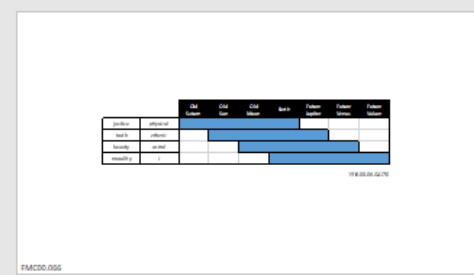 Old Saturn Old Sun Old Moon Earth Future Jupiter Future Venus Future Vulcan
justice physical
truth etheric
beauty astral
morality I
FMC00.066